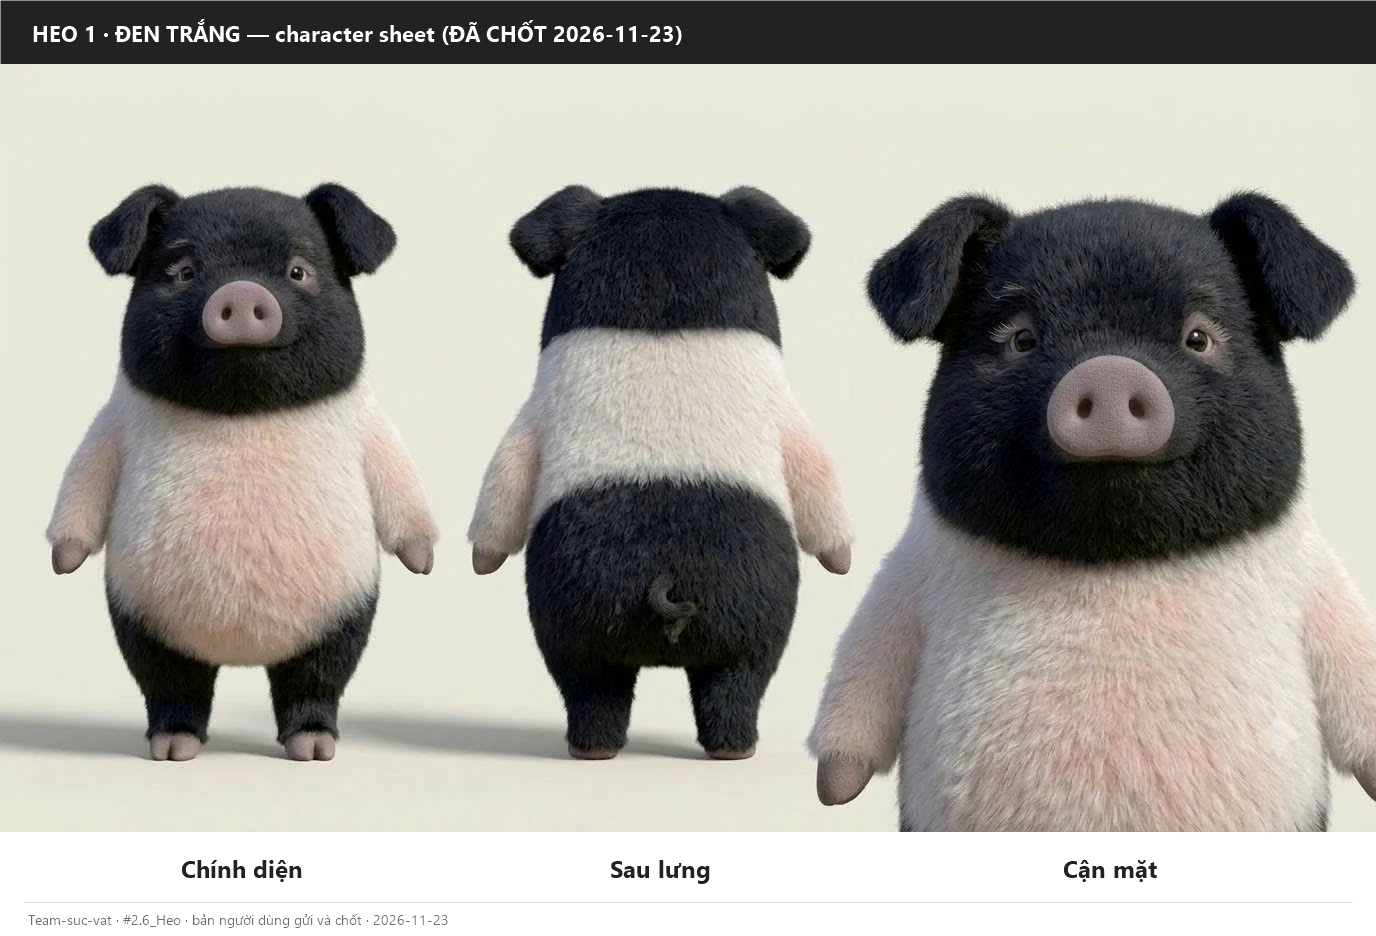 HEO 1 · ĐEN TRẮNG — character sheet (ĐÃ CHỐT 2026-11-23)
Chính diện
Sau lưng
Cận mặt
Team-suc-vat · #2.6_Heo · bản người dùng gửi và chốt · 2026-11-23